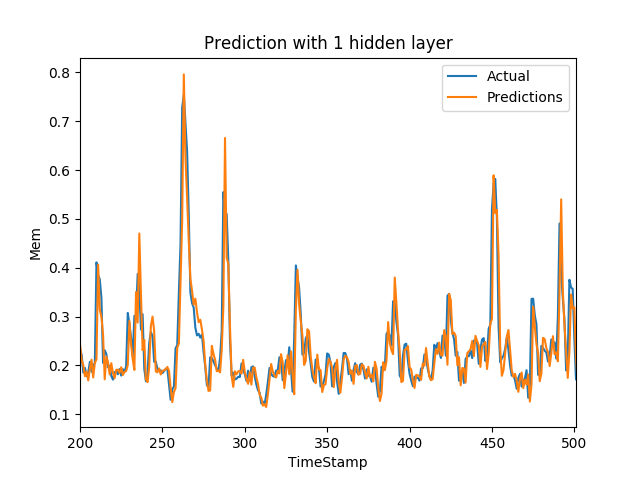 Prediction with 1 hidden layer
Actual
Predictions
0.8
0.7
0.6
0.5
0.4
0.3
0.2
0.1
Mem
200 250 300 350 400 450 500
TimeStamp